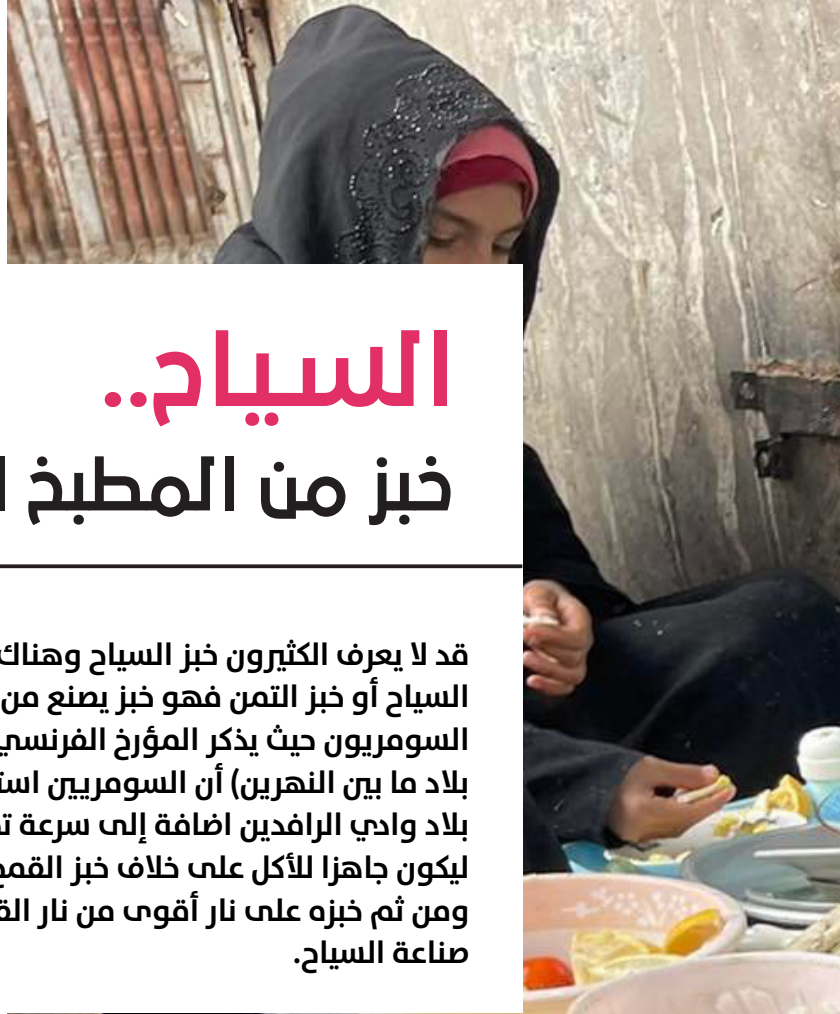 السياح..
خبز من المطبخ
قد لا يعرف الكثيرون خبز السياح وهناك
السياح أو خبز التمن فهو خبز يصنع من
السومريون حيث يذكر المؤرخ الفرنسي
بلاد ما بين النهرين) أن السومريين
بلاد وادي الرافدين اضافة إلى سرعة
ليكون جاهزا للأكل على خلاف خبز
ومن ثم خبزه على نار أقوى من نار
صناعة السياح.